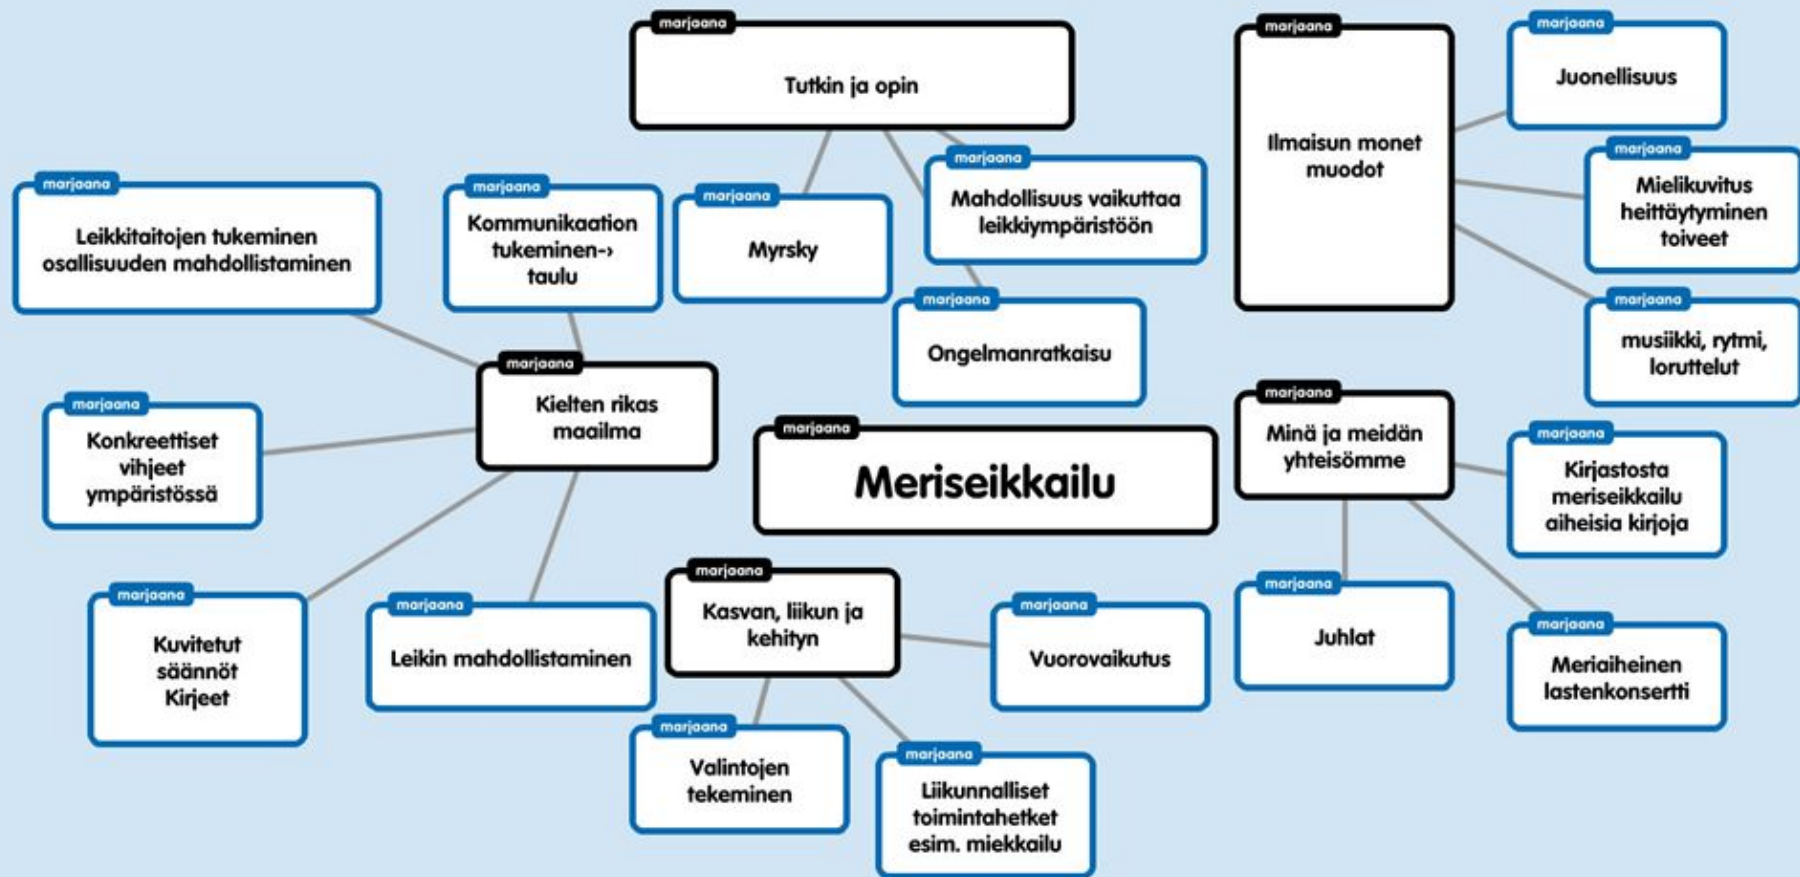 marjaana
Tutkin ja opin
marjaana
Myrsky
marjaana
Mahdollisuus vaikuttaa
leikkiympäristöön
marjaana
Ongelmanratkaisu
marjaana
Ilmaisun monet
muodot
marjaana
Juonellisuus
marjaana
Mielikuvitus
heittäytyminen
toiveet
marjaana
musiikki, rytmi,
loruttelut
marjaana
Leikkitaitojen tukeminen
osallisuuden mahdollistaminen
marjaana
Kommunikaation
tukeminen->
taulu
marjaana
Kielten rikas
maailma
marjaana
Konkreettiset
vihjeet
ympäristössä
marjaana
Kuvitetut
säännöt
Kirjeet
marjaana
Leikin mahdollistaminen
marjaana
Meriseikkailu
marjaana
Minä ja meidän
yhteisömme
marjaana
Kirjastosta
meriseikkailu
aiheisia kirjoja
marjaana
Juhlat
marjaana
Meriaiheinen
lastenkonsertti
marjaana
Kasvan, liikun ja
kehityn
marjaana
Vuorovaikutus
marjaana
Valintojen
tekeminen
marjaana
Liikunnalliset
toimintahetket
esim. miekkailu